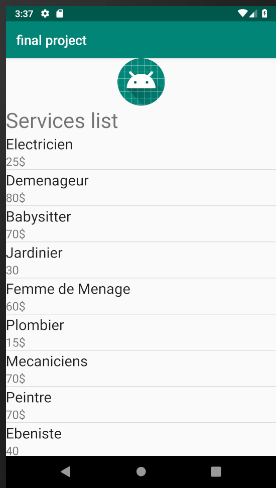 3:37
final project
Services list
Electricien
25$
Demenageur
80$
Babysitter
70$
Jardinier
30
Femme de Menage
60$
Plombier
15$
Mecaniciens
70$
Peintre
70$
Ebeniste
40